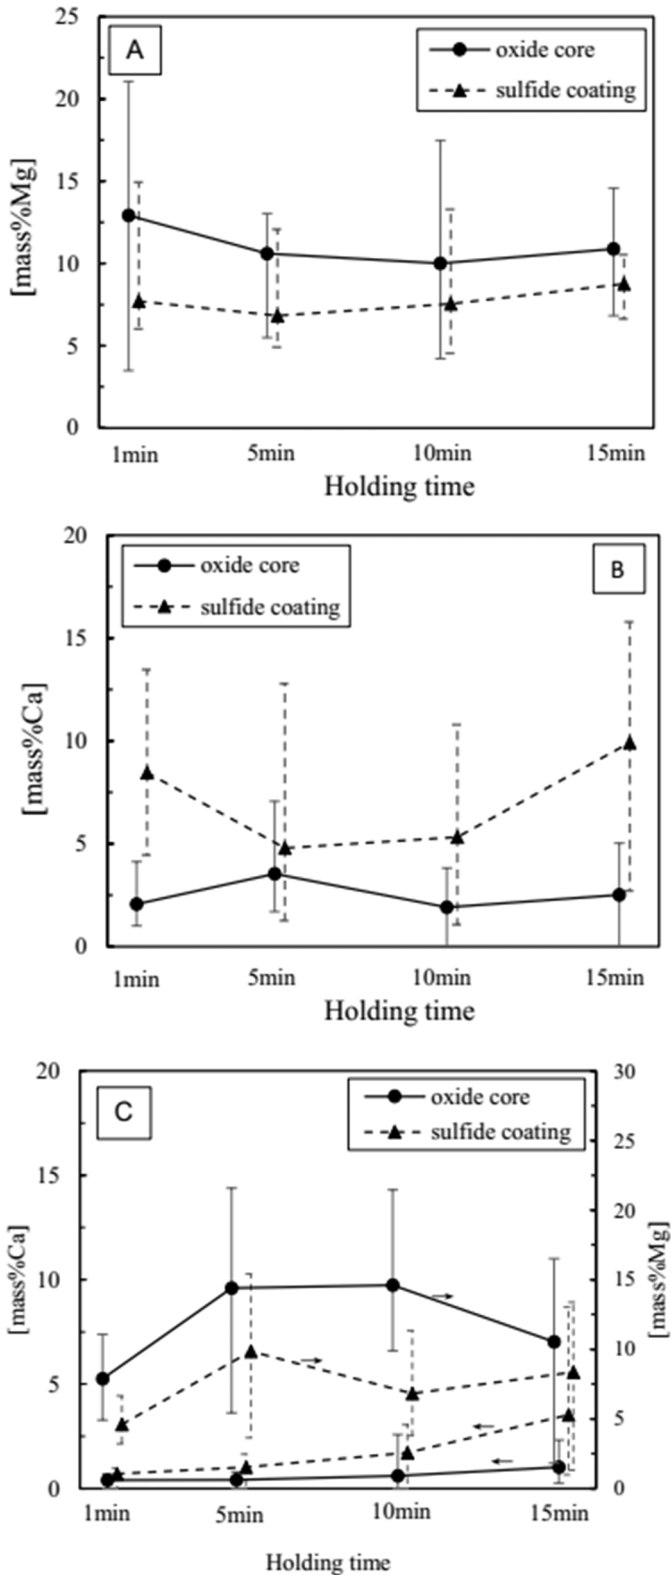 A
oxide core
sulfide coating
25
20
15
10
5
0
[mass%Mg]
1min 5min 10min 15min
Holding time
oxide core
sulfide coating
B
20
15
10
5
0
[mass%Ca]
1min 5min 10min 15min
Holding time
C
oxide core
sulfide coating
20
15
10
5
0
[mass%Ca]
30
25
20
15
10
5
0
[mass%Mg]
1min 5min 10min 15min
Holding time